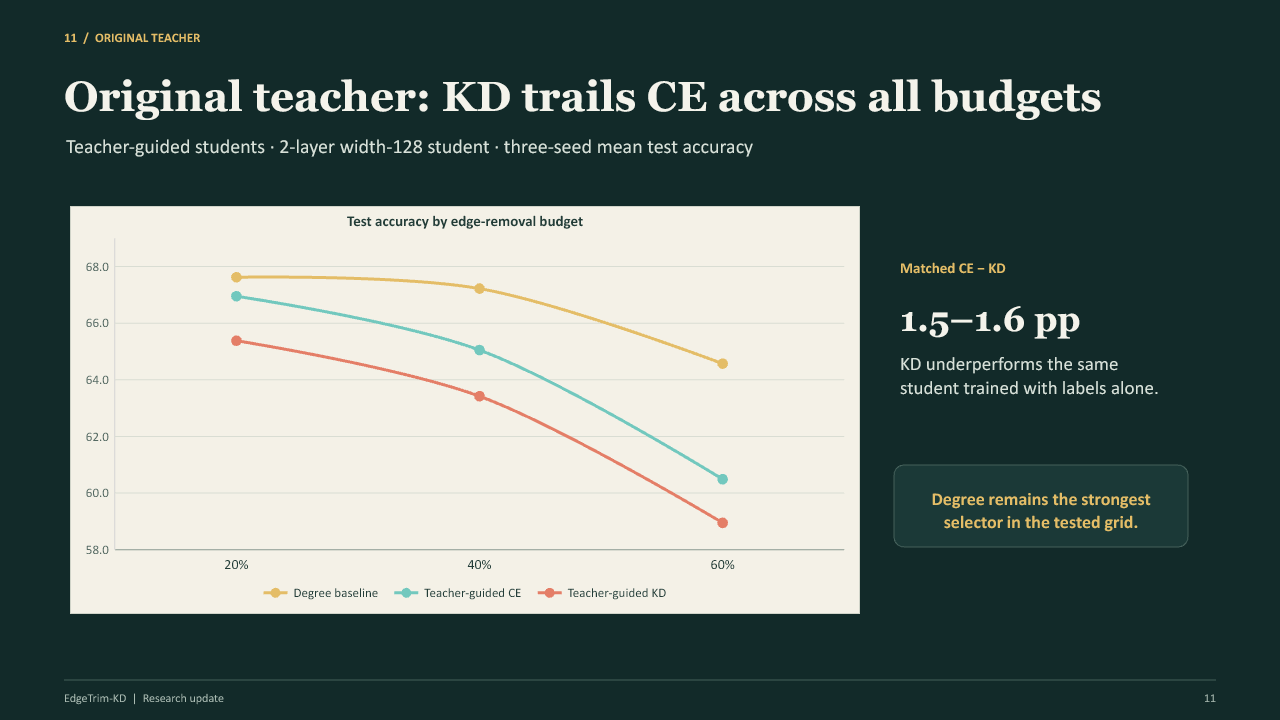 11 / ORIGINAL TEACHER
Original teacher: KD trails CE across all budgets
Teacher-guided students · 2-layer width-128 student · three-seed mean test accuracy
Test accuracy by edge-removal budget
68.0
66.0
64.0
62.0
60.0
58.0
20% 40% 60%
Degree baseline Teacher-guided CE Teacher-guided KD
Matched CE – KD
1.5–1.6 pp
KD underperforms the same
student trained with labels alone.
Degree remains the strongest
selector in the tested grid.
EdgeTrim-KD | Research update
11